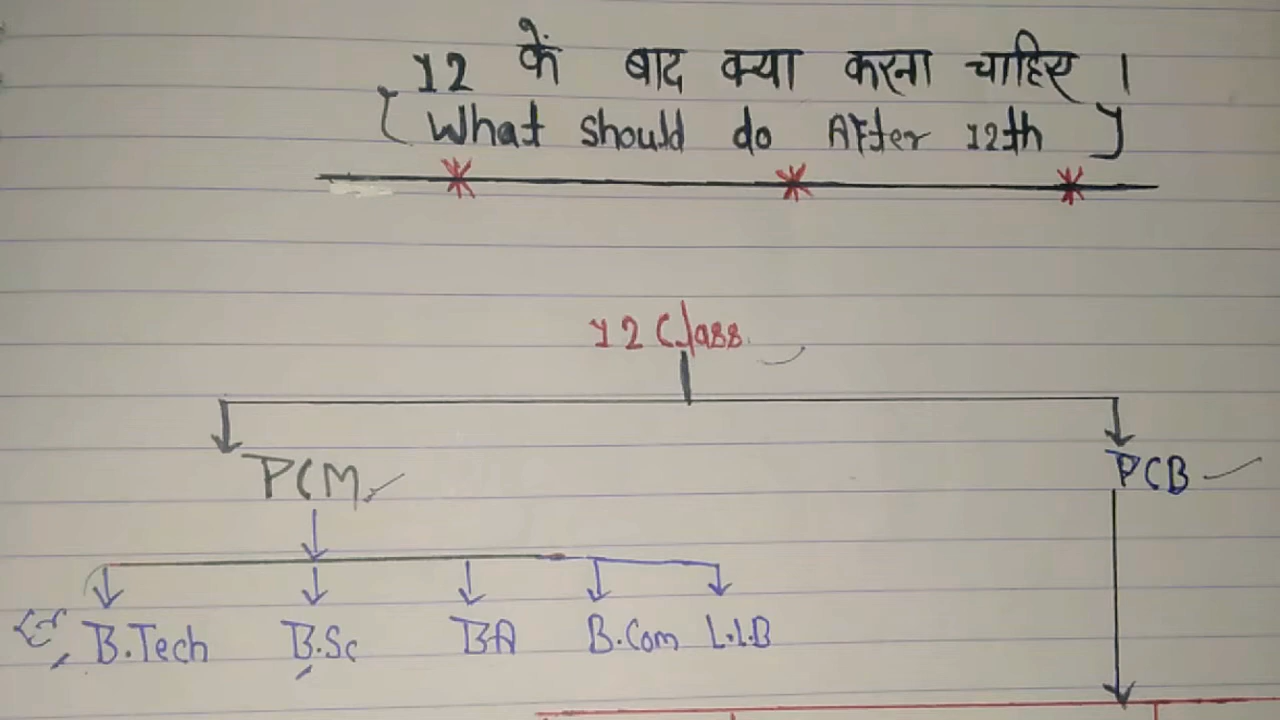 12 कें बाद क्या करना चाहिए ।
[ What should do After 12th ]
12 Class
PCM
PCB
B.Tech B.Sc BA B.Com L.L.B